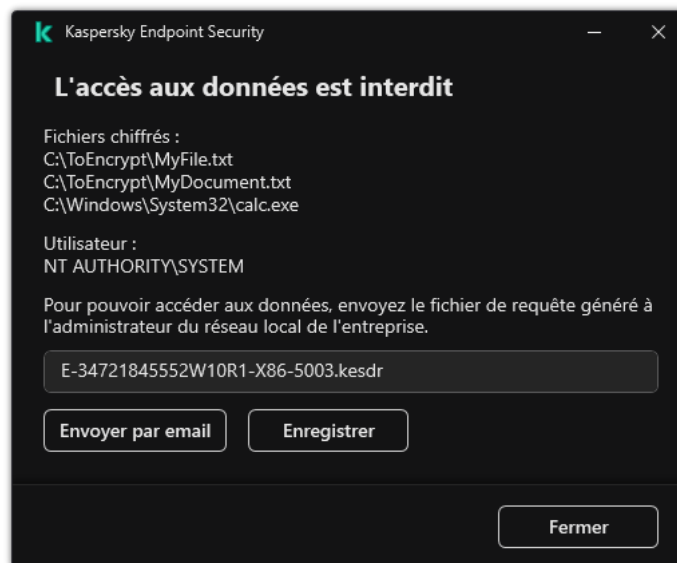 Kaspersky Endpoint Security
L'accès aux données est interdit
Fichiers chiffrés :
C:\ToEncrypt\MyFile.txt
C:\ToEncrypt\MyDocument.txt
C:\Windows\System32\calc.exe
Utilisateur :
NT AUTHORITY\SYSTEM
Pour pouvoir accéder aux données, envoyez le fichier de requête généré à
l'administrateur du réseau local de l'entreprise.
E-34721845552W10R1-X86-5003.kesdr
Envoyer par email
Enregistrer
Fermer